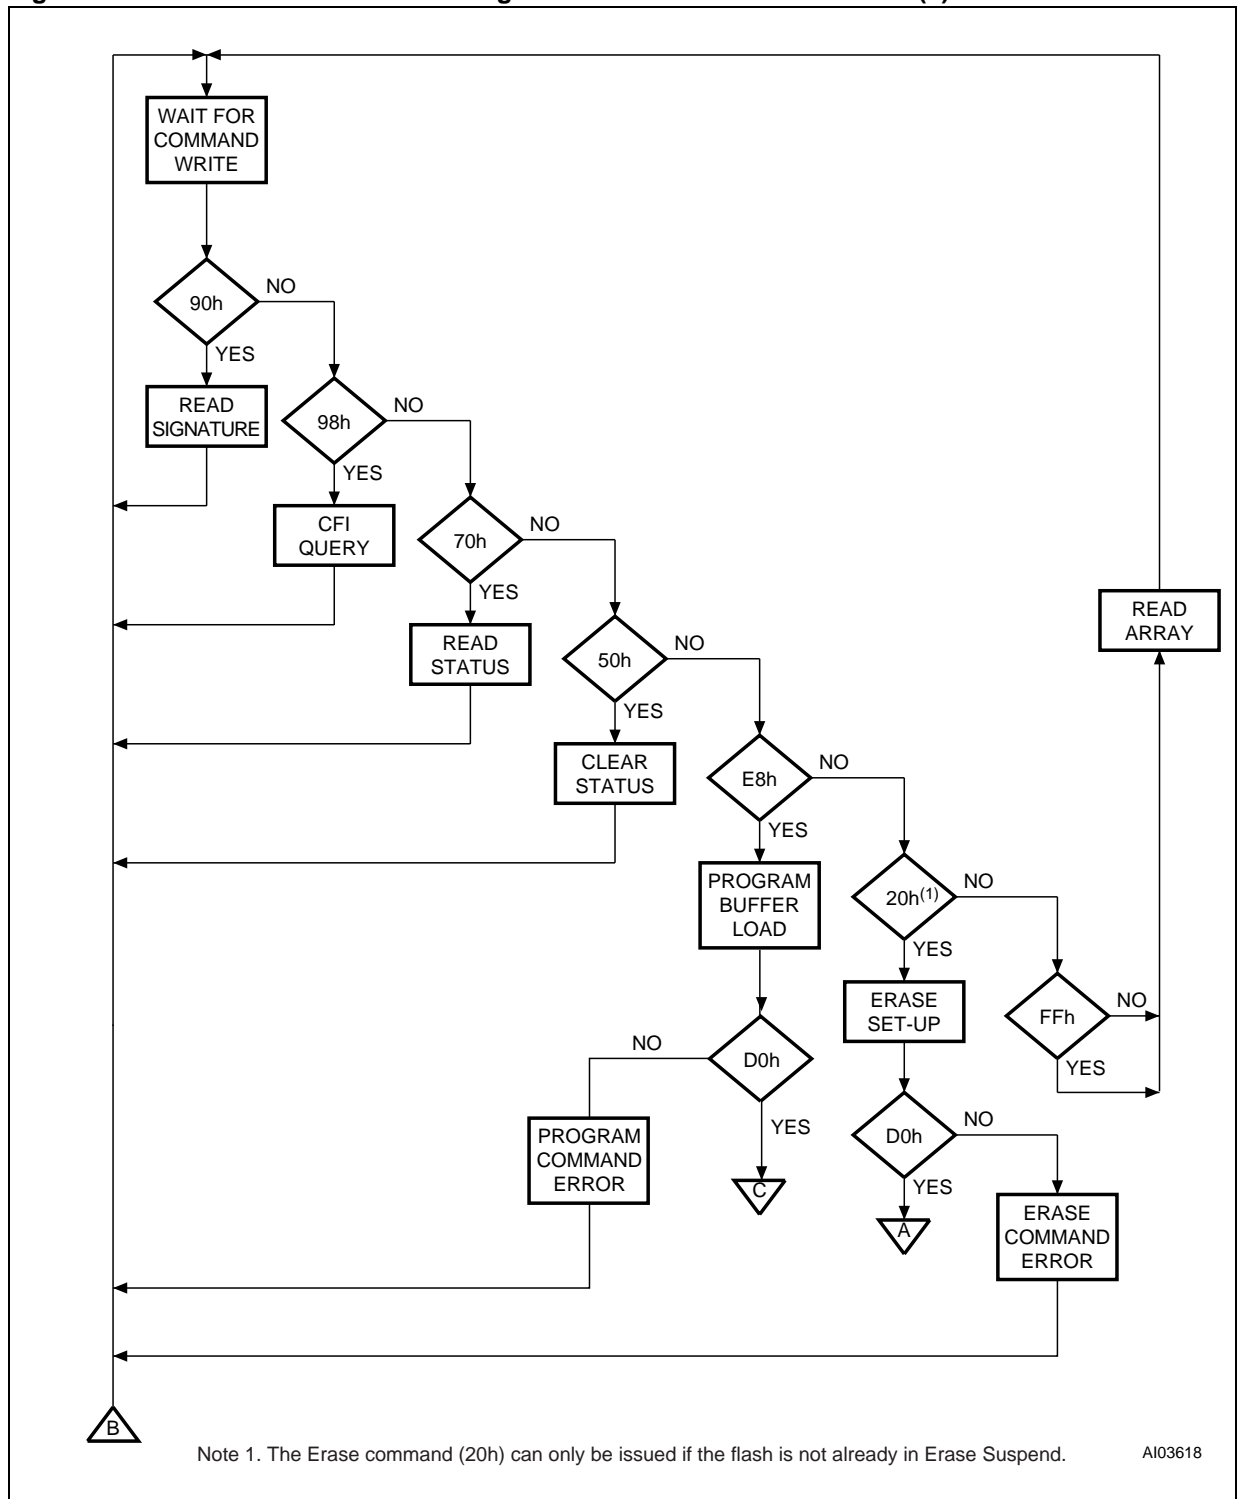 WAIT FOR
COMMAND
WRITE
90h
NO
YES
READ
SIGNATURE
98h
NO
YES
CFI
QUERY
70h
NO
YES
READ
STATUS
50h
NO
YES
CLEAR
STATUS
READ
ARRAY
E8h
NO
YES
PROGRAM
BUFFER
LOAD
20h(1)
NO
YES
ERASE
SET-UP
FFh
NO
YES
D0h
NO
YES
PROGRAM
COMMAND
ERROR
C
D0h
NO
YES
A
ERASE
COMMAND
ERROR
B
Note 1. The Erase command (20h) can only be issued if the flash is not already in Erase Suspend.
AI03618